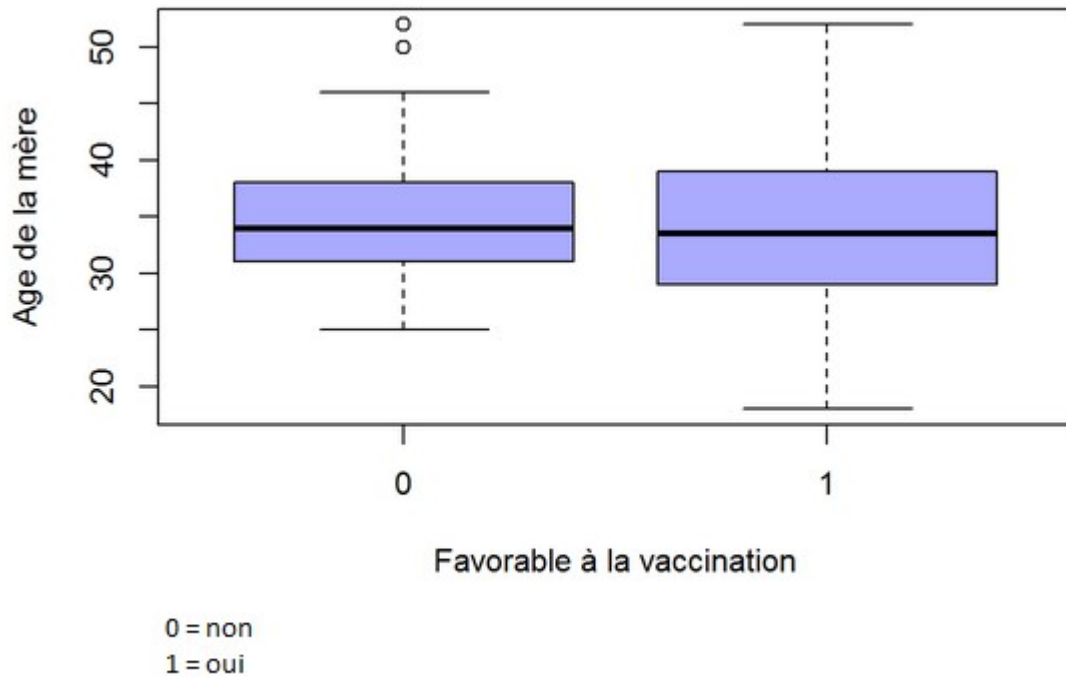 50
40
30
20
Age de la mère
0 1
Favorable à la vaccination
0 = non
1 = oui